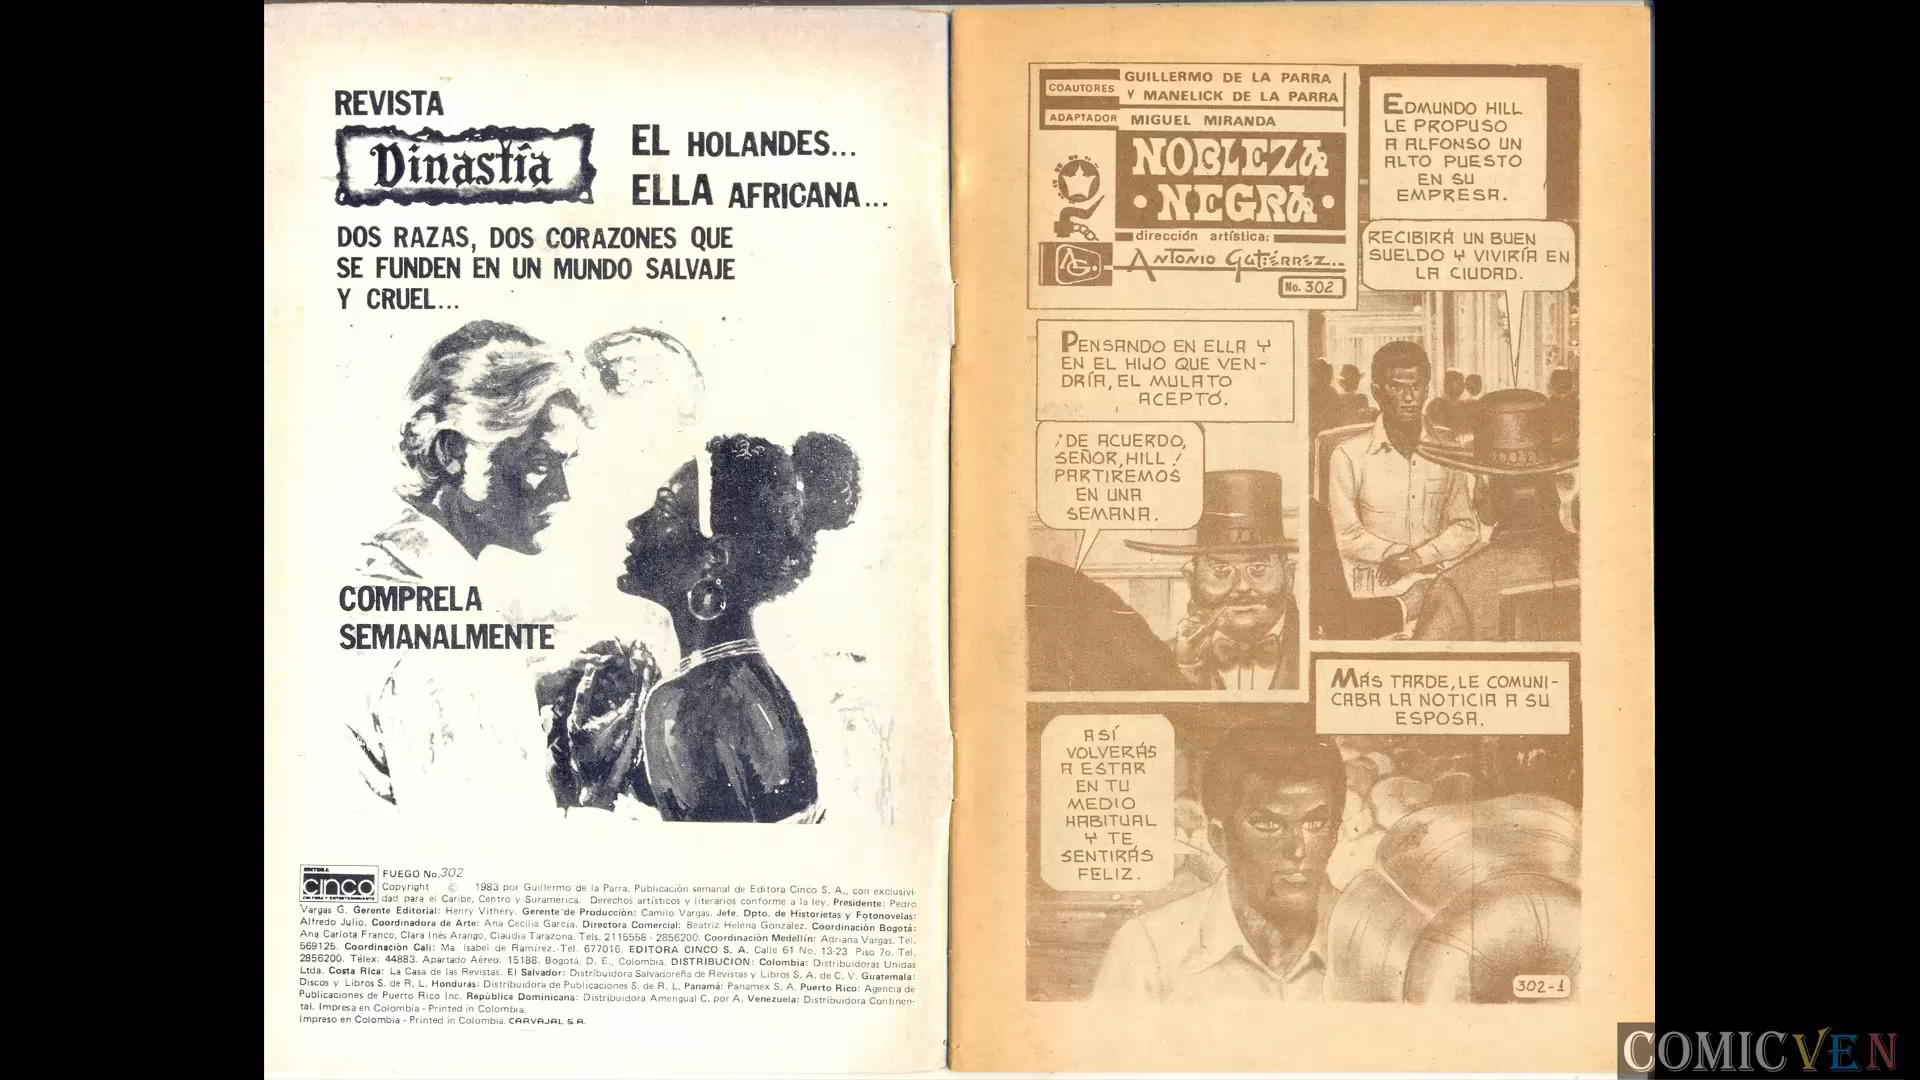 REVISTA
Dinastía
EL HOLANDES...
ELLA AFRICANA...
DOS RAZAS, DOS CORAZONES QUE
SE FUNDEN EN UN MUNDO SALVAJE
Y CRUEL...
COMPRELA
SEMANALMENTE
EDITORA
CINCO
CULTURA Y ENTRETENIMIENTO
FUEGO No. 302
Copyright © 1983 por Guillermo de la Parra. Publicación semanal de Editora Cinco S. A., con exclusivi-
dad para el Caribe, Centro y Suramerica. Derechos artísticos y literarios conforme a la ley. Presidente: Pedro
Vargas G. Gerente Editorial: Henry Vithery. Gerente de Producción: Camilo Vargas. Jefe. Dpto. de Historietas y Fotonovelas:
Alfredo Julio. Coordinadora de Arte: Ana Cecilia García. Directora Comercial: Beatriz Helena González. Coordinación Bogotá:
Ana Carlota Franco, Clara Inés Arango, Claudia Tarazona. Tels. 2115558 - 2856200. Coordinación Medellín: Adriana Vargas. Tel.
569125. Coordinación Cali: Ma. Isabel de Ramírez. Tel. 677016. EDITORA CINCO S. A. Calle 61 No. 13-23 Piso 7o. Tel.
2856200. Télex: 44883. Apartado Aéreo: 15188. Bogotá, D. E., Colombia. DISTRIBUCION: Colombia: Distribuidoras Unidas
Ltda. Costa Rica: La Casa de las Revistas. El Salvador: Distribuidora Salvadoreña de Revistas y Libros S. A. de C. V. Guatemala:
Discos y Libros S. de R. L. Honduras: Distribuidora de Publicaciones S. de R. L. Panamá: Panamex S. A. Puerto Rico: Agencia de
Publicaciones de Puerto Rico Inc. República Dominicana: Distribuidora Amengual C. por A. Venezuela: Distribuidora Continen-
tal. Impresa en Colombia - Printed in Colombia.
Impreso en Colombia - Printed in Colombia. CARVAJAL S.A.
COAUTORES
GUILLERMO DE LA PARRA
Y MANELICK DE LA PARRA
ADAPTADOR MIGUEL MIRANDA
NOBLEZA
•NEGRA•
dirección artística:
AG.
ANTONIO GUTIÉRREZ...
No. 302
EDMUNDO HILL
LE PROPUSO
A ALFONSO UN
ALTO PUESTO
EN SU
EMPRESA.
RECIBIRÁ UN BUEN
SUELDO Y VIVIRÍA EN
LA CIUDAD.
PENSANDO EN ELLA Y
EN EL HIJO QUE VEN-
DRÍA, EL MULATO
ACEPTÓ.
¡DE ACUERDO,
SEÑOR, HILL!
PARTIREMOS
EN UNA
SEMANA.
MÁS TARDE, LE COMUNI-
CABA LA NOTICIA A SU
ESPOSA.
ASÍ
VOLVERÁS
A ESTAR
EN TU
MEDIO
HABITUAL
Y TE
SENTIRÁS
FELIZ.
302-1
COMICVEN